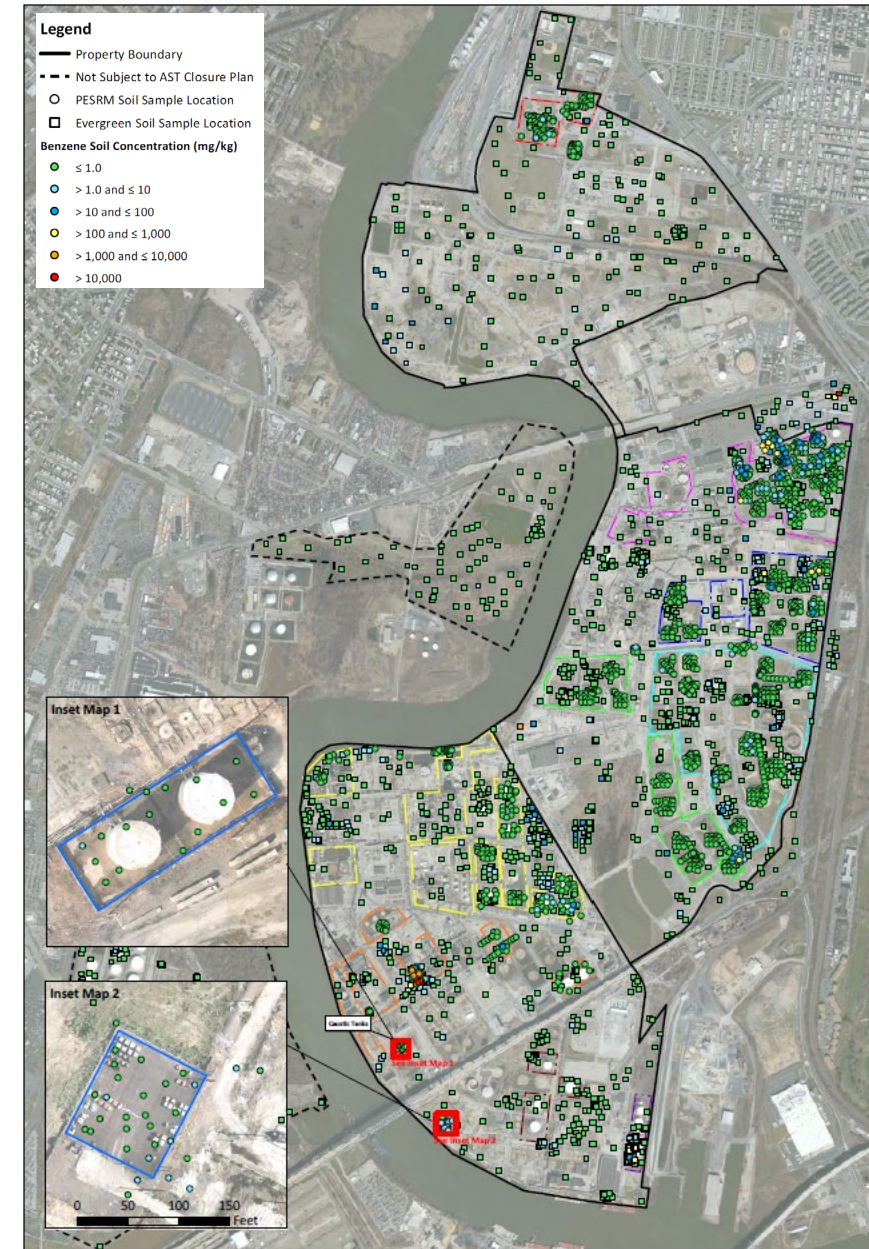 Legend
Property Boundary
Not Subject to AST Closure Plan
PESRM Soil Sample Location
Evergreen Soil Sample Location
Benzene Soil Concentration (mg/kg)
≤ 1.0
> 1.0 and ≤ 10
> 10 and ≤ 100
> 100 and ≤ 1,000
> 1,000 and ≤ 10,000
> 10,000
Inset Map 1
Caustic Tanks
See Inset Map 1
Inset Map 2
See Inset Map 2
0 50 100 150
Feet